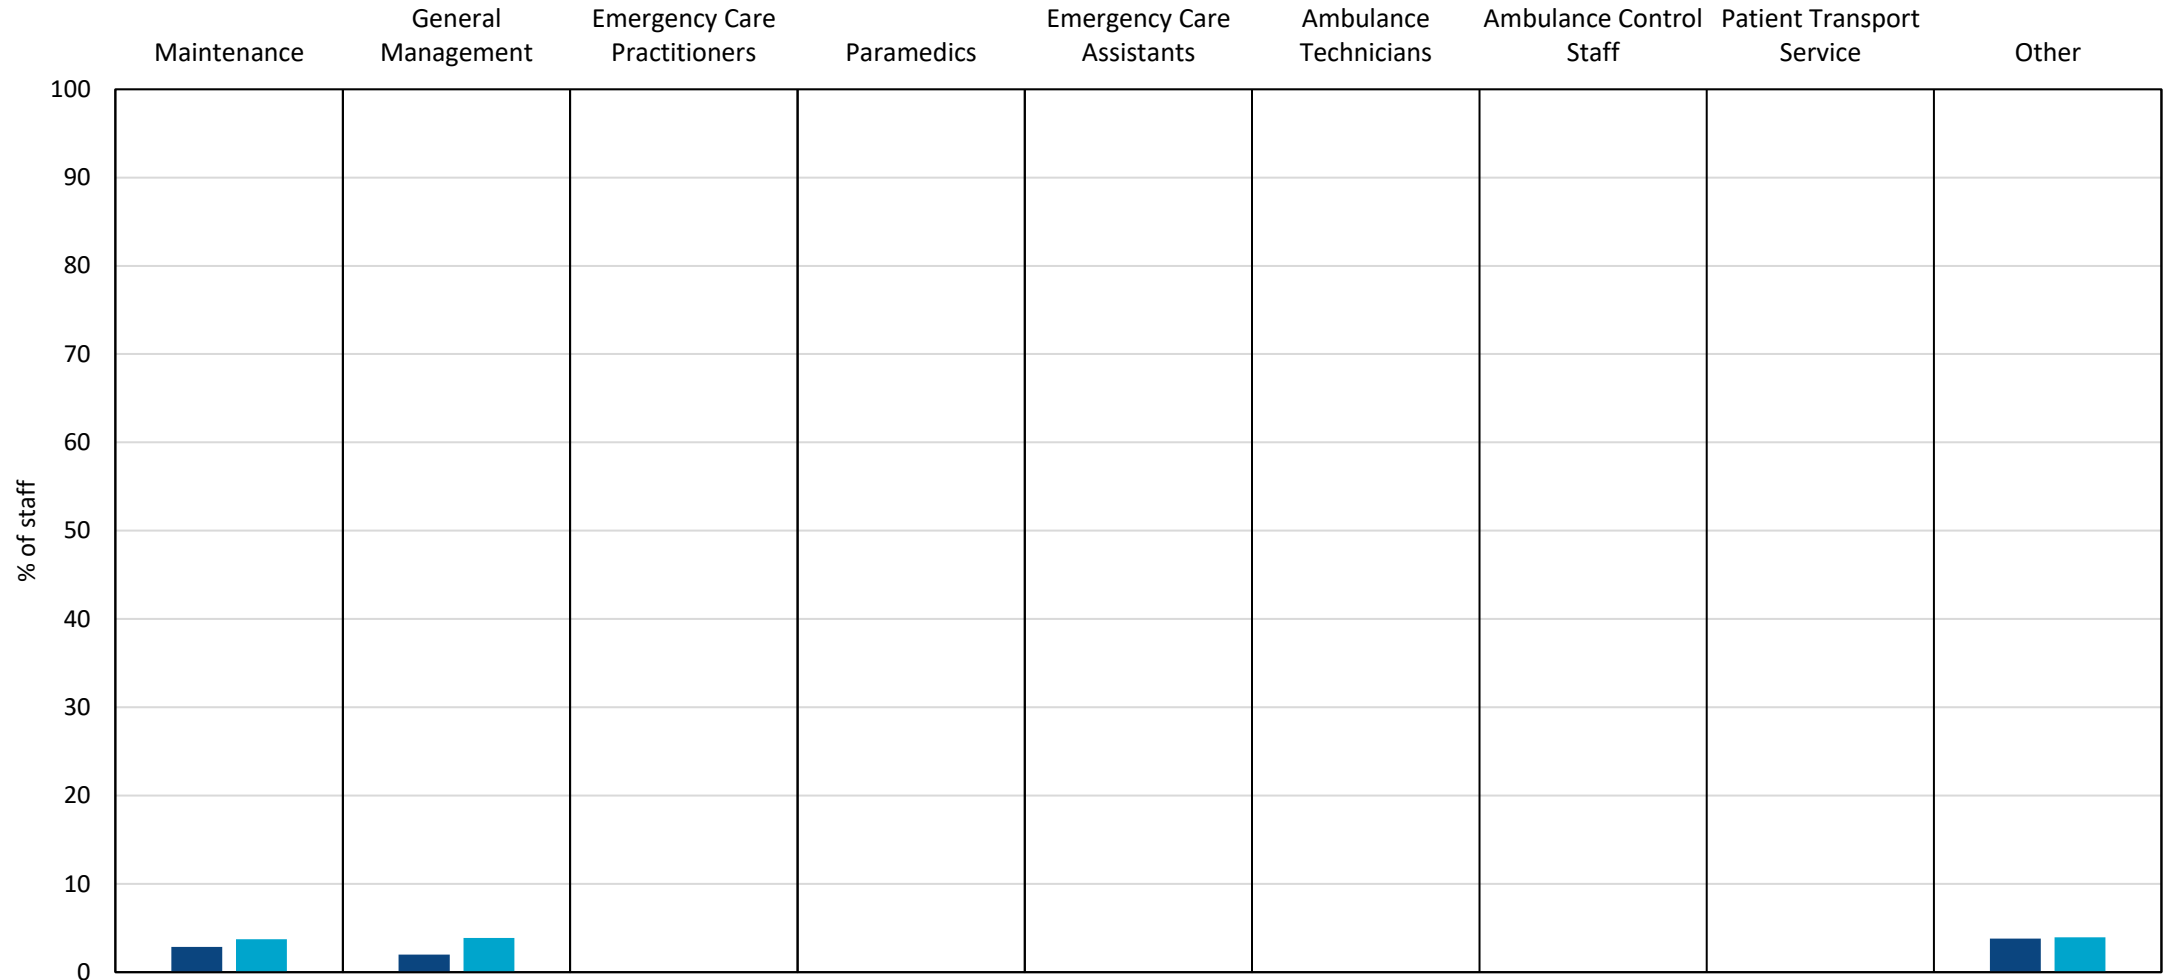 Maintenance
General
Management
Emergency Care
Practitioners
Paramedics
Emergency Care
Assistants
Ambulance
Technicians
Ambulance Control
Staff
Patient Transport
Service
Other
100
90
80
70
60
50
40
30
20
10
0
% of staff